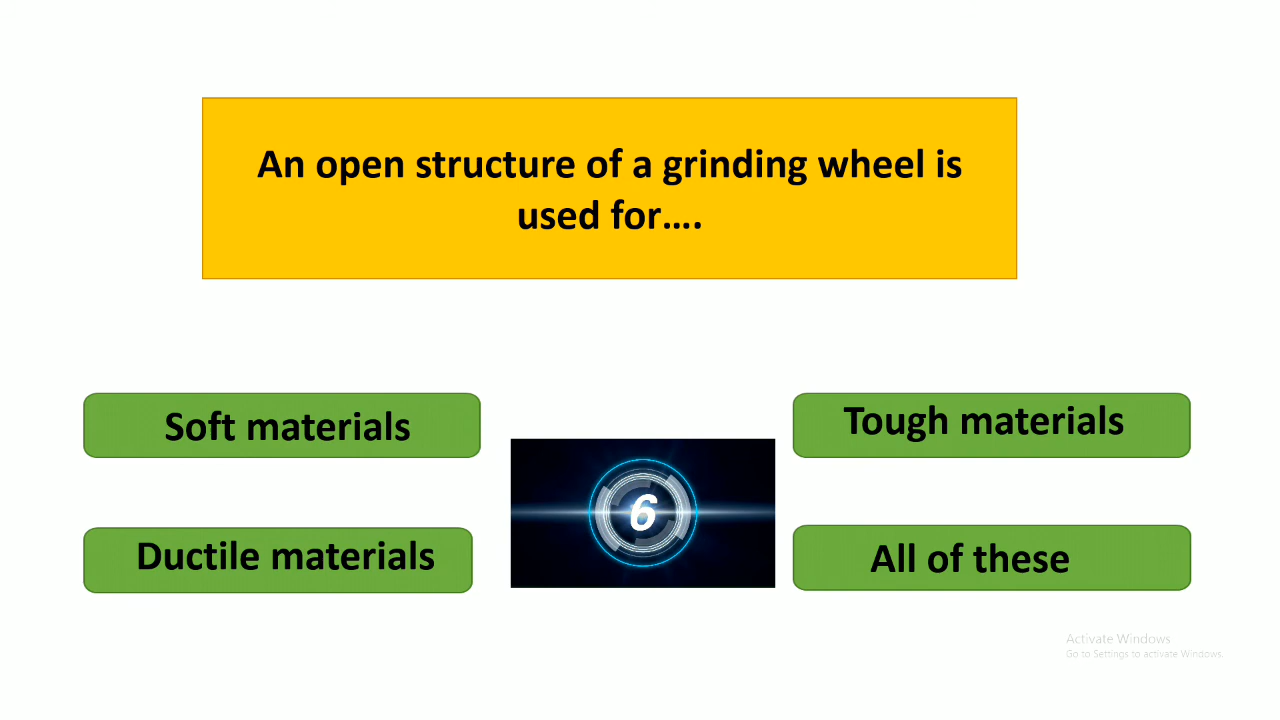 An open structure of a grinding wheel is
used for....
Soft materials
Tough materials
6
Ductile materials
All of these
Activate Windows
Go to Settings to activate Windows.